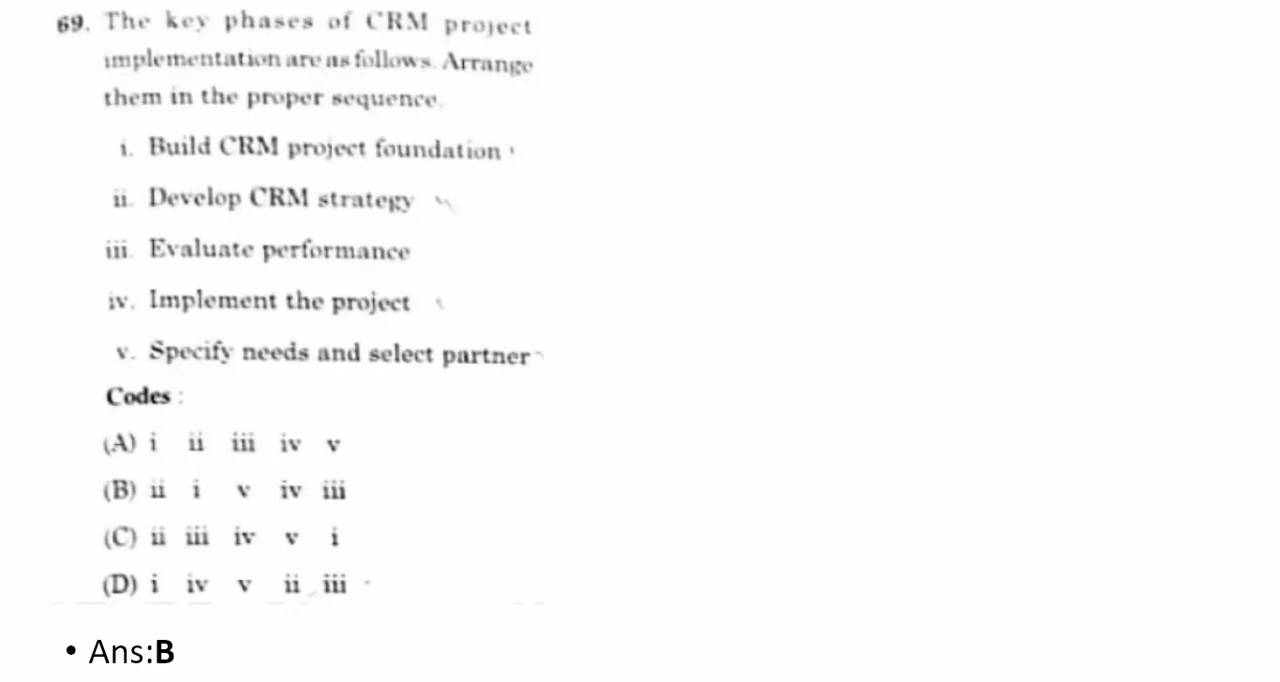 69. The key phases of CRM project
implementation are as follows. Arrange
them in the proper sequence.
i. Build CRM project foundation
ii. Develop CRM strategy
iii. Evaluate performance
iv. Implement the project
v. Specify needs and select partner
Codes :
(A) i ii iii iv v
(B) ii i v iv iii
(C) ii iii iv v i
(D) i iv v ii iii
• Ans:B